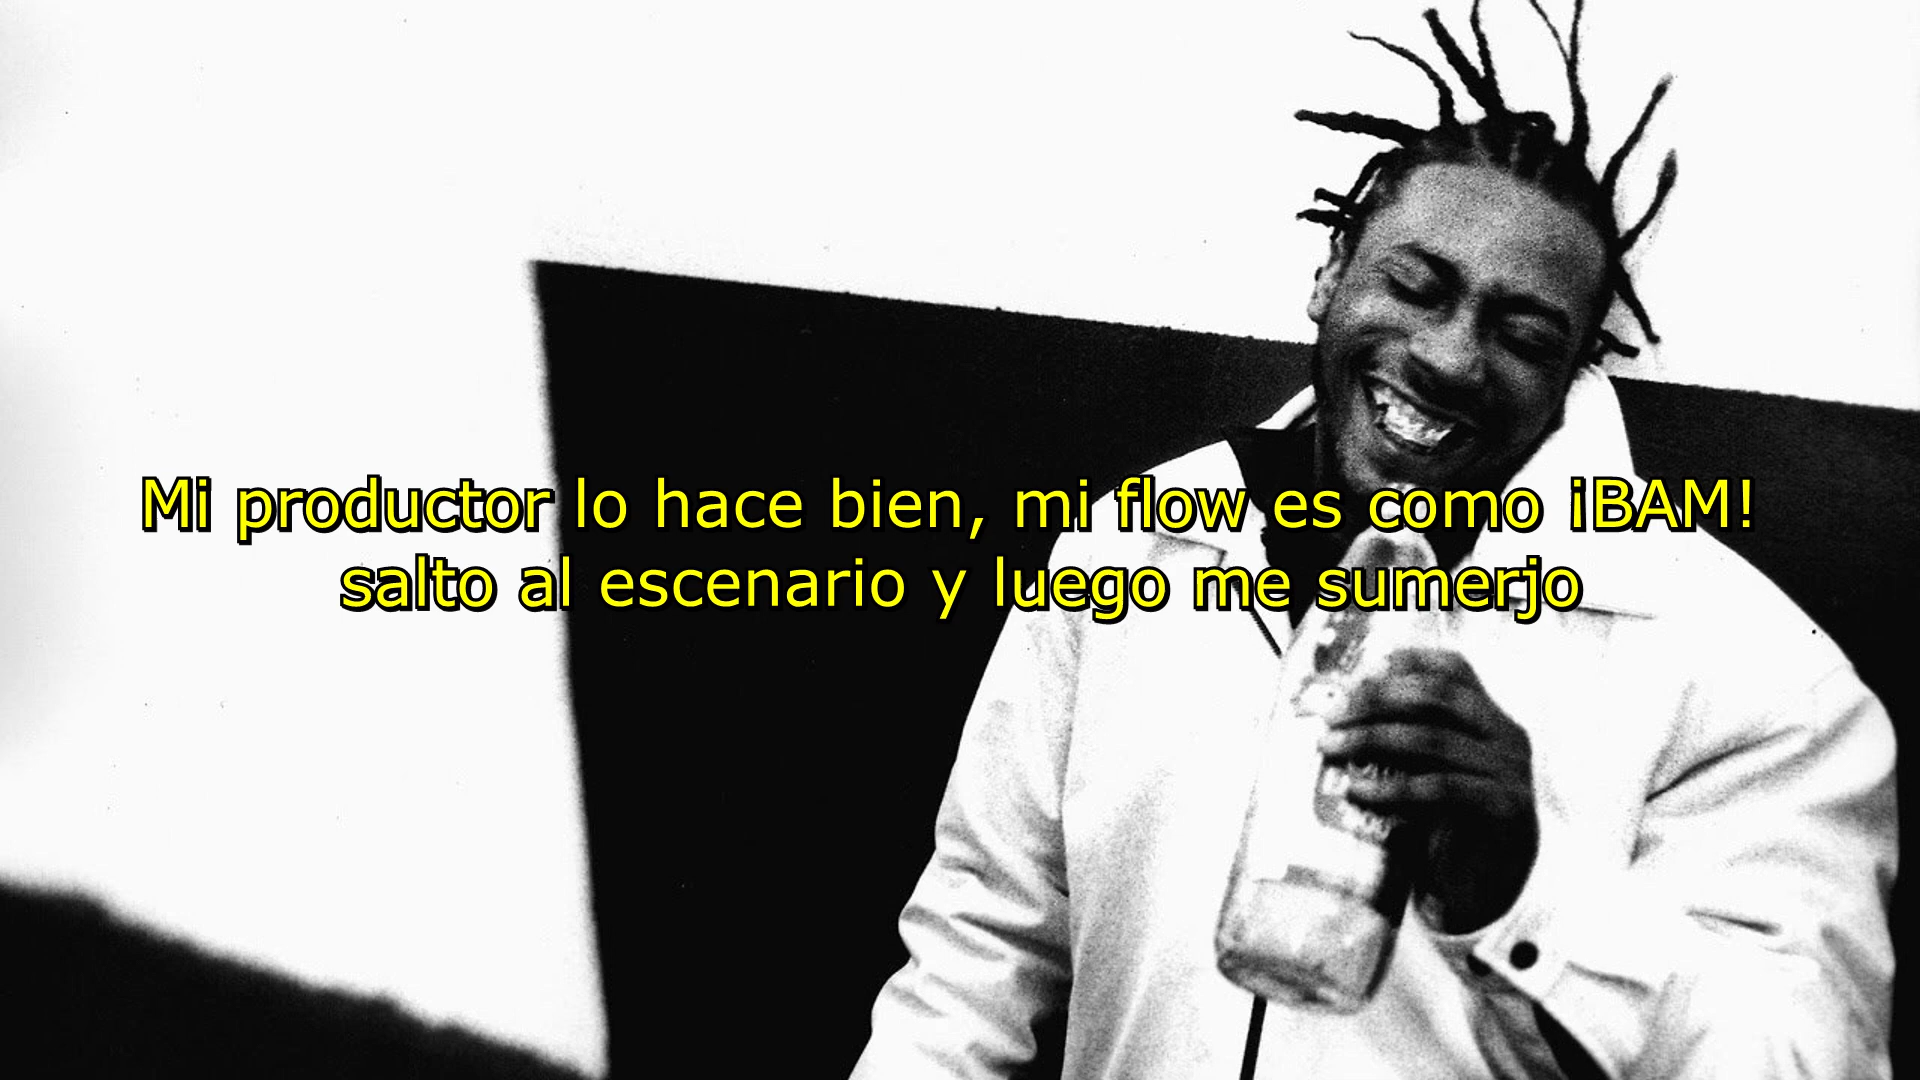 Mi productor lo hace bien, mi flow es como ¡BAM!
salto al escenario y luego me sumerjo